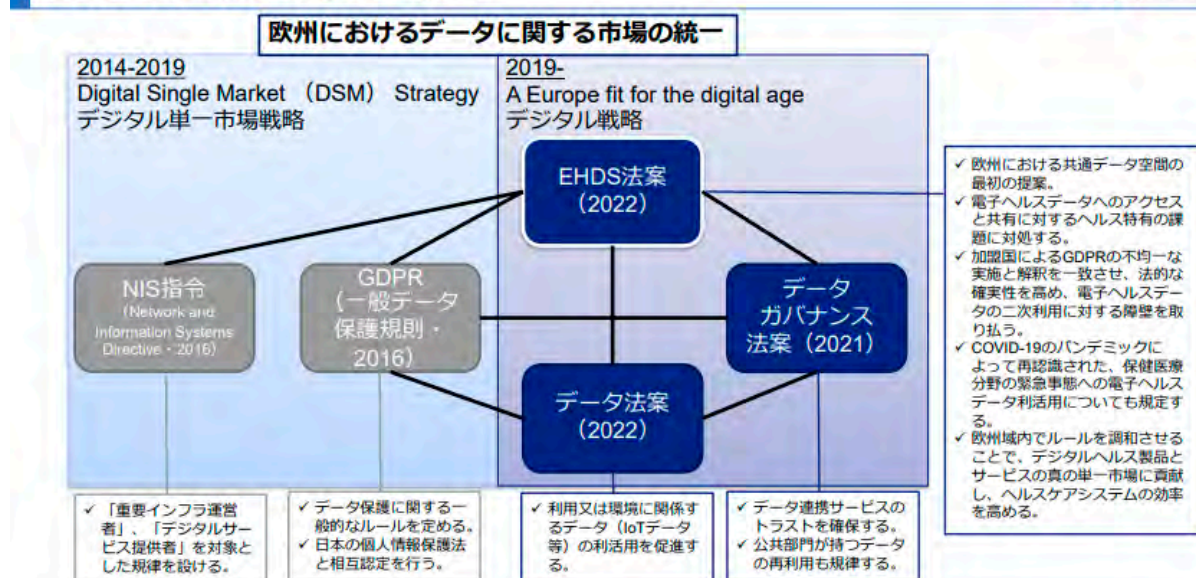 欧州におけるデータに関する市場の統一
2014-2019
Digital Single Market （DSM） Strategy
デジタル単一市場戦略
2019-
A Europe fit for the digital age
デジタル戦略
EHDS法案
（2022）
NIS指令
（Network and
Information Systems
Directive・2016）
GDPR
（一般データ
保護規則・
2016）
データ
ガバナンス
法案（2021）
データ法案
（2022）
✓ 欧州における共通データ空間の
最初の提案。
✓ 電子ヘルスデータへのアクセス
と共有に対するヘルス特有の課
題に対処する。
✓ 加盟国によるGDPRの不均一な
実施と解釈を一致させ、法的な
確実性を高め、電子ヘルスデー
タの二次利用に対する障壁を取
り払う。
✓ COVID-19のパンデミックに
よって再認識された、保健医療
分野の緊急事態への電子ヘルス
データ利活用についても規定す
る。
✓ 欧州域内でルールを調和させる
ことで、デジタルヘルス製品と
サービスの真の単一市場に貢献
し、ヘルスケアシステムの効率
を高める。
✓ 「重要インフラ運営
者」、「デジタルサー
ビス提供者」を対象と
した規律を設ける。
✓ データ保護に関する一
般的なルールを定める。
✓ 日本の個人情報保護法
と相互認定を行う。
✓ 利用又は環境に関係す
るデータ（IoTデータ
等）の利活用を促進す
る。
✓ データ連携サービスの
トラストを確保する。
✓ 公共部門が持つデータ
の再利用も規律する。